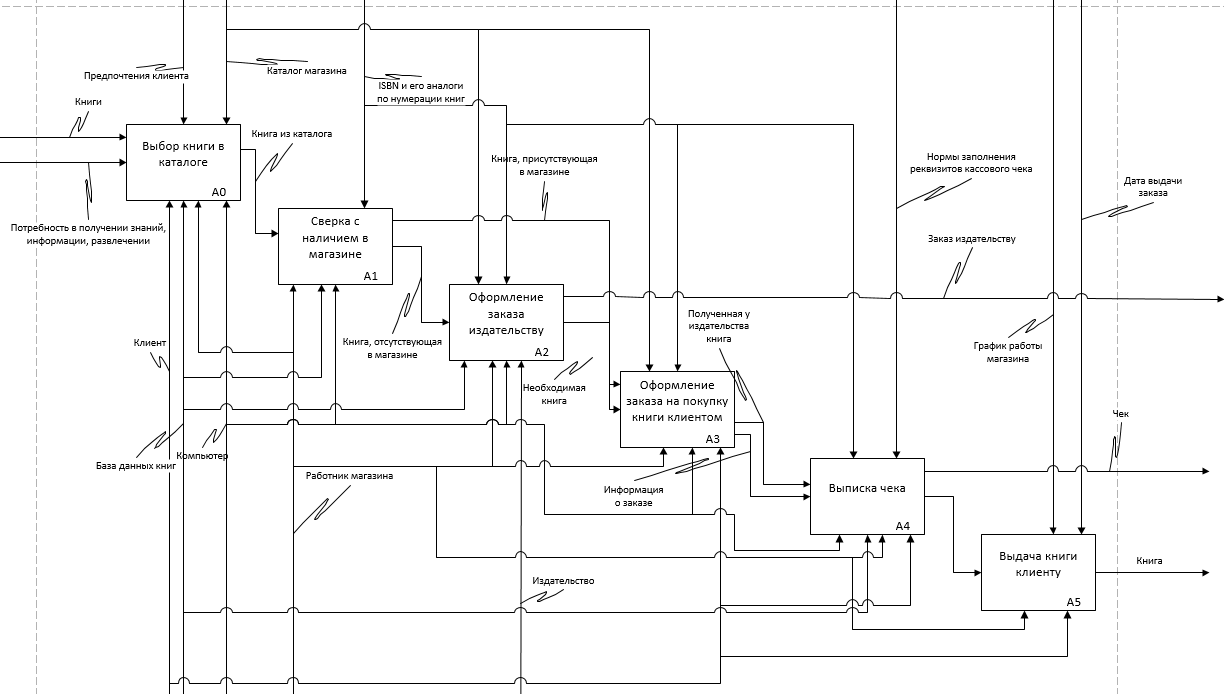 Предпочтения клиента
Каталог магазина
ISBN и его аналоги
по нумерации книг
Книги
Выбор книги в
каталоге
A0
Книга из каталога
Потребность в получении знаний,
информации, развлечении
Книга, присутствующая
в магазине
Нормы заполнения
реквизитов кассового чека
Дата выдачи
заказа
Сверка с
наличием в
магазине
A1
Заказ издательству
Оформление
заказа
издательству
A2
Клиент
Книга, отсутствующая
в магазине
Полученная у
издательства
книга
График работы
магазина
Необходимая
книга
Оформление
заказа на покупку
книги клиентом
A3
Чек
База данных книг
Компьютер
Работник магазина
Информация
о заказе
Выписка чека
A4
Издательство
Выдача книги
клиенту
A5
Книга